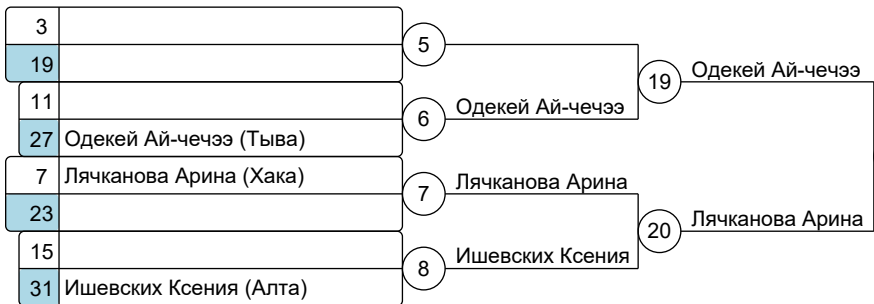 3
5
19
Одекей Ай-чечээ
19
11
6
Одекей Ай-чечээ
27 Одекей Ай-чечээ (Тыва)
7 Лячканова Арина (Хака)
7
Лячканова Арина
23
20
Лячканова Арина
15
8
Ишевских Ксения
31 Ишевских Ксения (Алта)